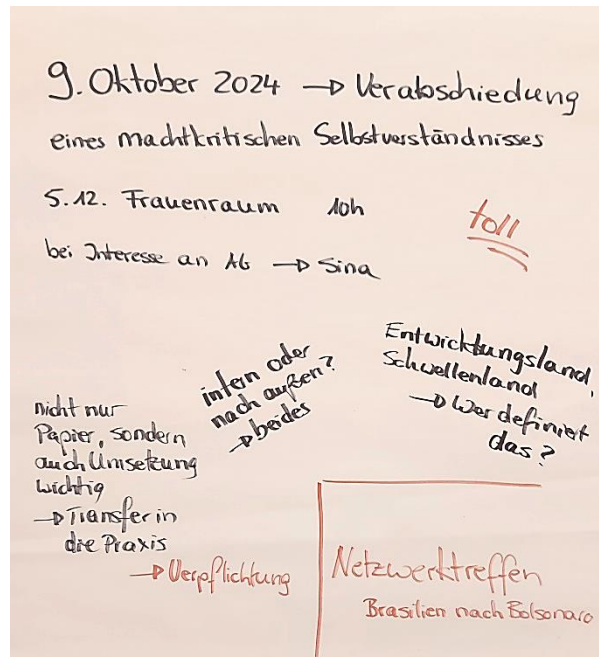 9. Oktober 2024 → Verabschiedung
eines machtkritischen Selbstverständnisses
5.12. Frauenraum 10h
toll
bei Interesse an AG → Sina
intern oder
nach außen?
→ beides
Entwicklungsland,
Schwellenland
→ Wer definiert
das?
nicht nur
Papier, sondern
auch Umsetzung
wichtig
→ Transfer in
die Praxis
→ Verpflichtung
Netzwerktreffen
Brasilien nach Bolsonaro